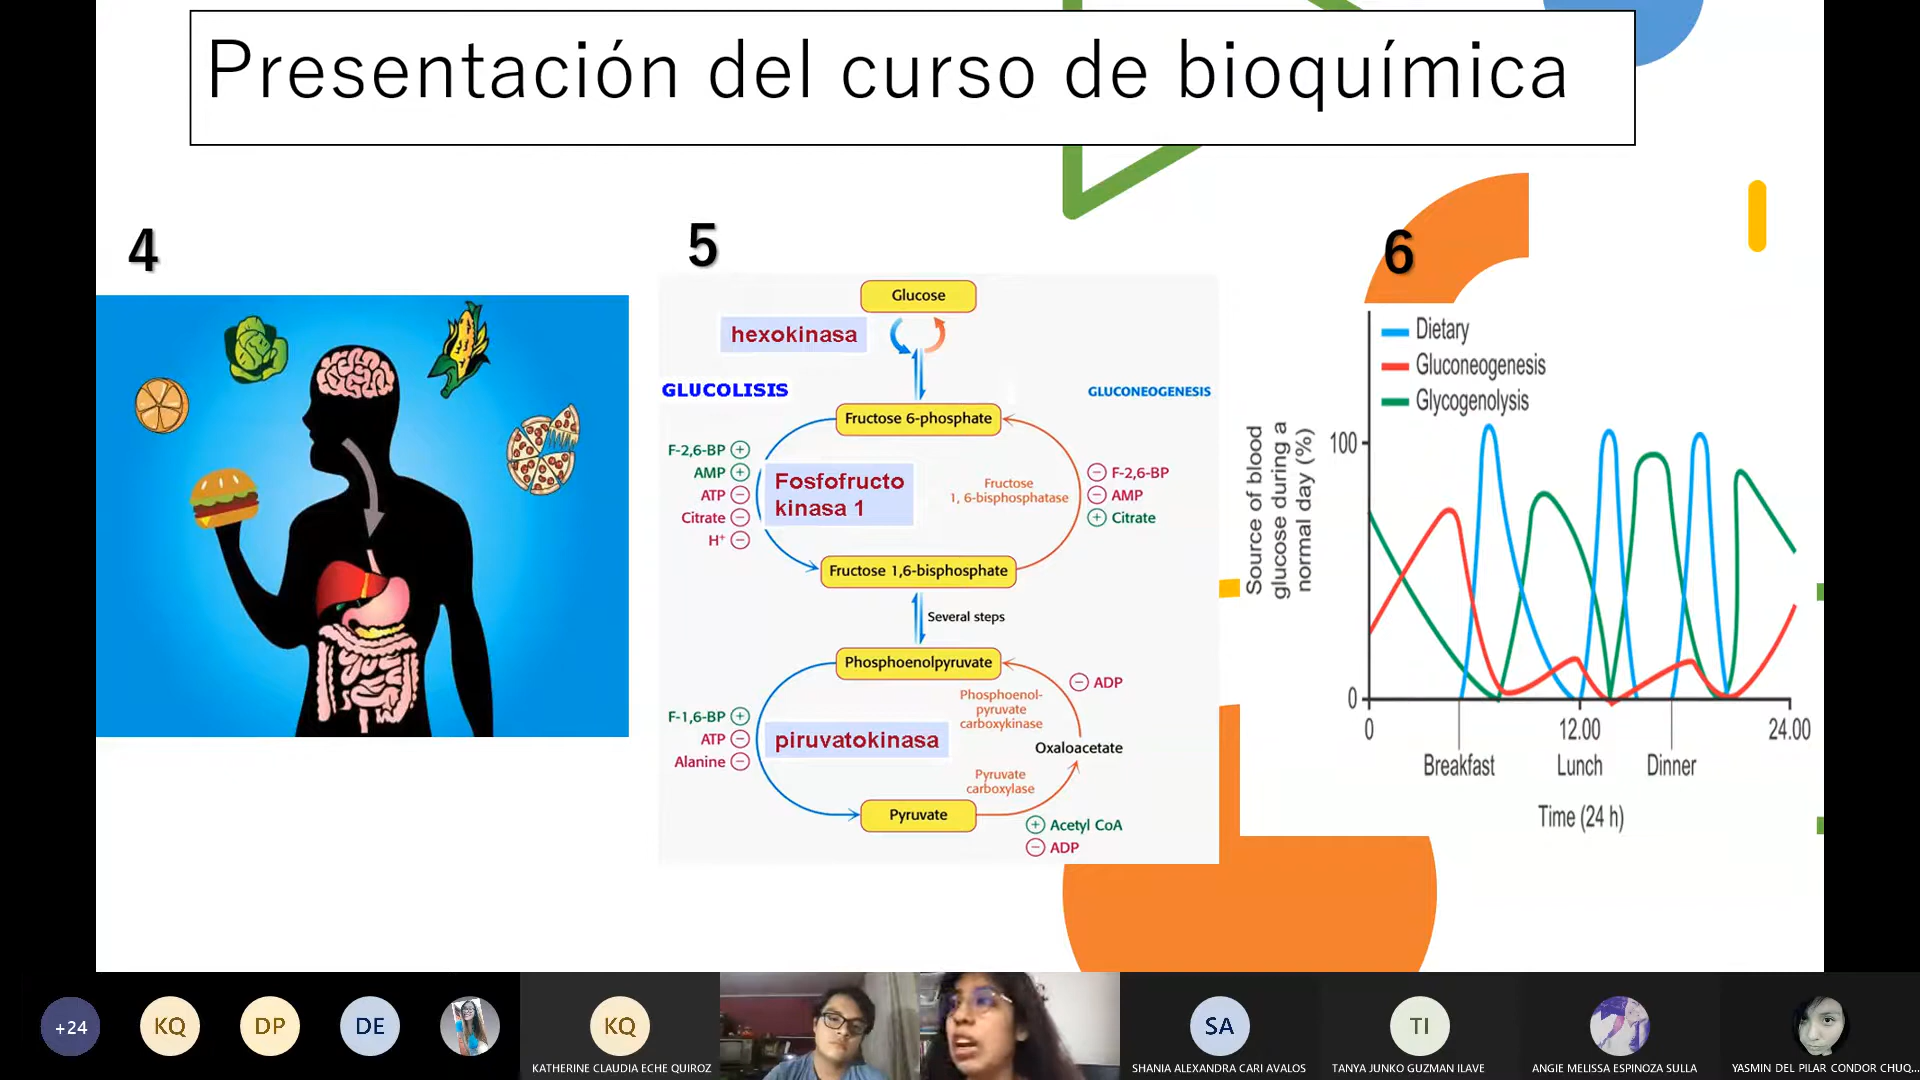 Presentación del curso de bioquímica
4
5
6
Glucose
hexokinasa
GLUCOLISIS
GLUCONEOGENESIS
Fructose 6-phosphate
F-2,6-BP +
AMP +
ATP −
Citrate −
H⁺ −
Fosfofructo
kinasa 1
Fructose
1, 6-bisphosphatase
− F-2,6-BP
− AMP
+ Citrate
Fructose 1,6-bisphosphate
Several steps
Phosphoenolpyruvate
− ADP
Phosphoenol-
pyruvate
carboxykinase
F-1,6-BP +
ATP −
Alanine −
piruvatokinasa
Oxaloacetate
Pyruvate
carboxylase
Pyruvate
+ Acetyl CoA
− ADP
Dietary
Gluconeogenesis
Glycogenolysis
Source of blood
glucose during a
normal day (%)
100
0
0
12.00
24.00
Breakfast
Lunch
Dinner
Time (24 h)
+24
KQ
DP
DE
KQ
KATHERINE CLAUDIA ECHE QUIROZ
SA
SHANIA ALEXANDRA CARI AVALOS
TI
TANYA JUNKO GUZMAN ILAVE
ANGIE MELISSA ESPINOZA SULLA
YASMIN DEL PILAR CONDOR CHUQ...